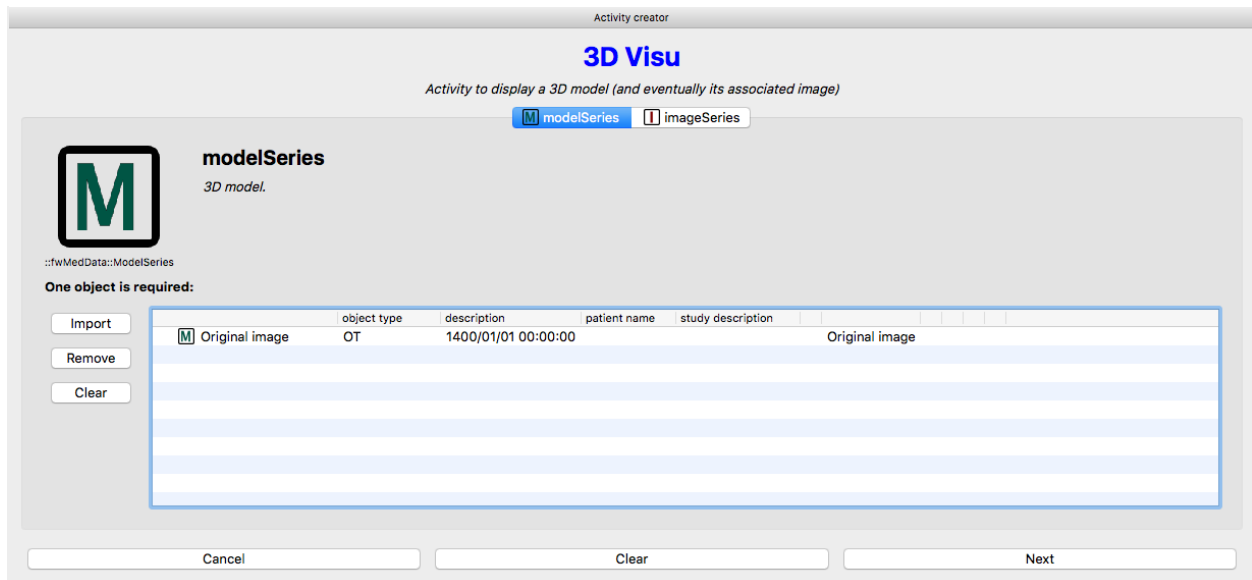 Activity creator
3D Visu
Activity to display a 3D model (and eventually its associated image)
M modelSeries I imageSeries
M
modelSeries
3D model.
::fwMedData::ModelSeries
One object is required:
Import
Remove
Clear
object type description patient name study description
M Original image OT 1400/01/01 00:00:00 Original image
Cancel Clear Next